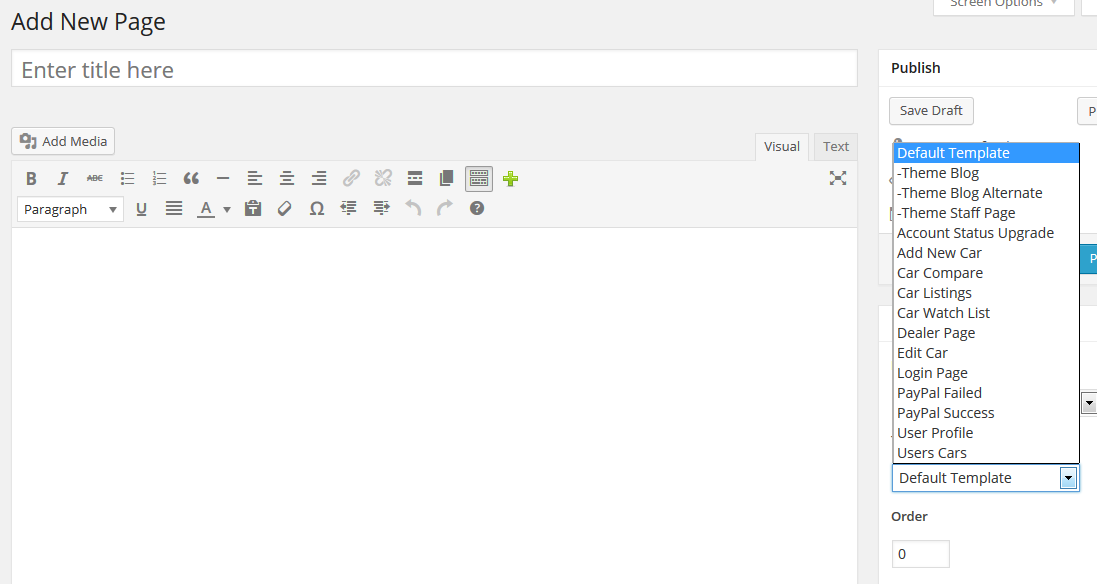 Screen Options
Add New Page
Enter title here
Publish
Save Draft
Add Media
Visual
Text
B I ABC
Paragraph
U A Ω
Default Template
-Theme Blog
-Theme Blog Alternate
-Theme Staff Page
Account Status Upgrade
Add New Car
Car Compare
Car Listings
Car Watch List
Dealer Page
Edit Car
Login Page
PayPal Failed
PayPal Success
User Profile
Users Cars
Default Template
Order
0